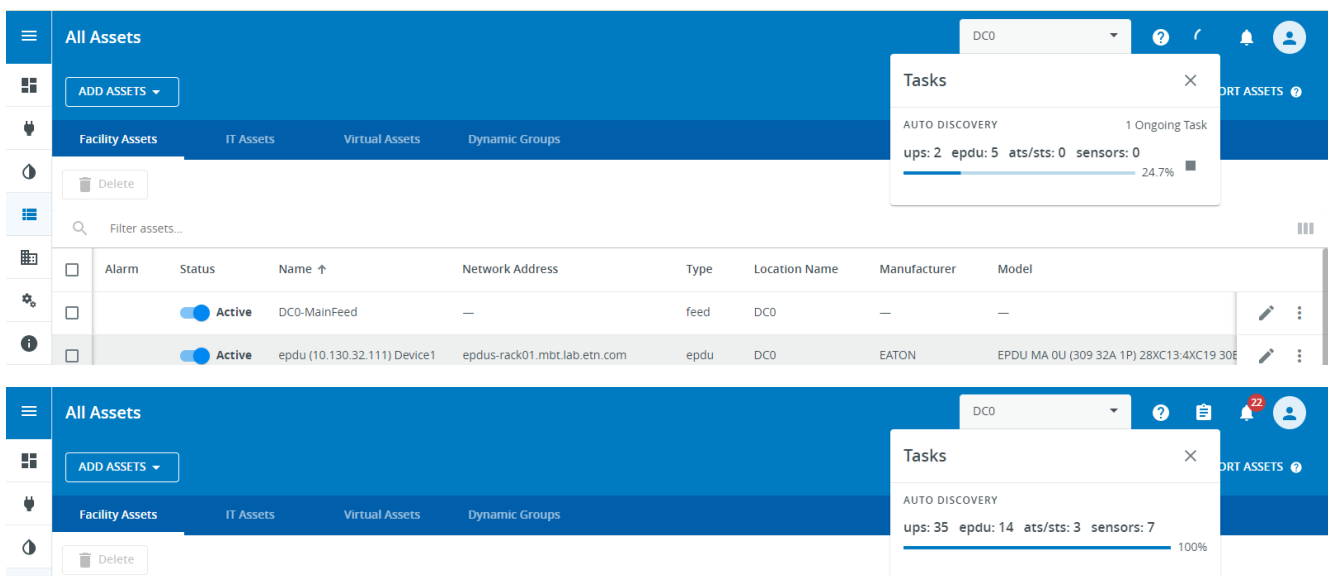 All Assets
DC0
ADD ASSETS
Tasks
ORT ASSETS
AUTO DISCOVERY 1 Ongoing Task
Facility Assets IT Assets Virtual Assets Dynamic Groups
ups: 2 epdu: 5 ats/sts: 0 sensors: 0
24.7%
Delete
Filter assets...
Alarm Status Name Network Address Type Location Name Manufacturer Model
Active DC0-MainFeed — feed DC0 — —
Active epdu (10.130.32.111) Device1 epdus-rack01.mbt.lab.etn.com epdu DC0 EATON EPDU MA 0U (309 32A 1P) 28XC13:4XC19 30E
All Assets
DC0
22
ADD ASSETS
Tasks
ORT ASSETS
AUTO DISCOVERY
Facility Assets IT Assets Virtual Assets Dynamic Groups
ups: 35 epdu: 14 ats/sts: 3 sensors: 7
100%
Delete